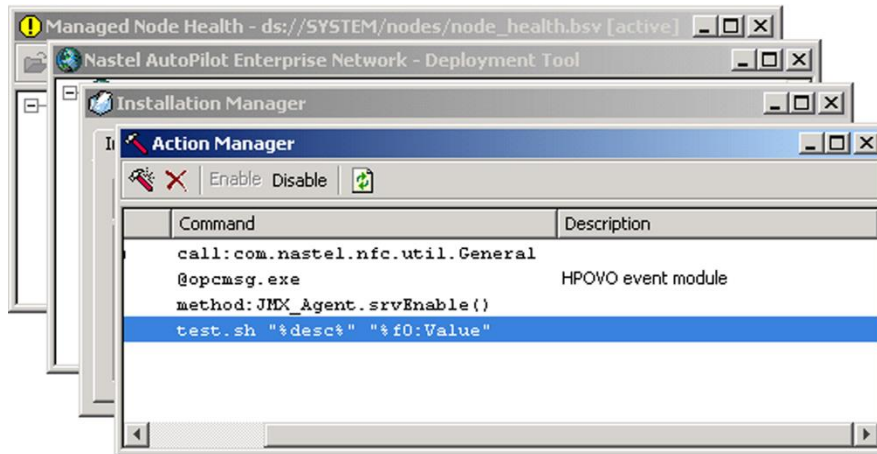 Managed Node Health - ds://SYSTEM/nodes/node_health.bsv [active]
Nastel AutoPilot Enterprise Network - Deployment Tool
Installation Manager
Action Manager
Enable Disable
Command Description
call:com.nastel.nfc.util.General
@opcmsg.exe HPOVO event module
method:JMX_Agent.srvEnable()
test.sh "%desc%" "%f0:Value"